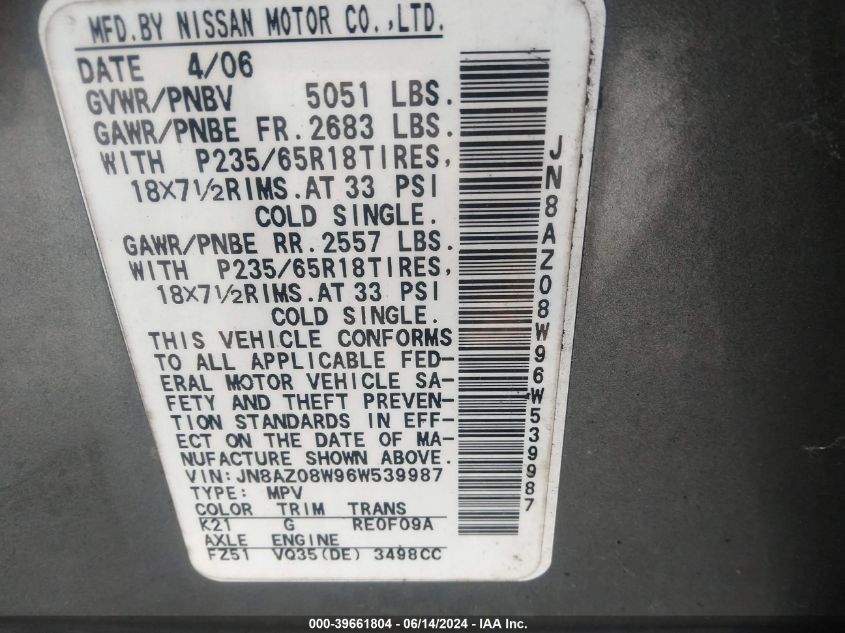 MFD.BY NISSAN MOTOR CO.,LTD.
DATE 4/06
GVWR/PNBV 5051 LBS.
GAWR/PNBE FR.2683 LBS.
WITH P235/65R18TIRES,
18X7½RIMS.AT 33 PSI
COLD SINGLE.
GAWR/PNBE RR.2557 LBS.
WITH P235/65R18TIRES,
18X7½RIMS.AT 33 PSI
COLD SINGLE.
THIS VEHICLE CONFORMS
TO ALL APPLICABLE FED-
ERAL MOTOR VEHICLE SA-
FETY AND THEFT PREVEN-
TION STANDARDS IN EFF-
ECT ON THE DATE OF MA-
NUFACTURE SHOWN ABOVE.
VIN:JN8AZ08W96W539987
TYPE: MPV
COLOR TRIM TRANS
K21 G RE0F09A
AXLE ENGINE
FZ51 VQ35(DE) 3498CC
JN8AZ08W96W539987
000-39661804 - 06/14/2024 - IAA Inc.